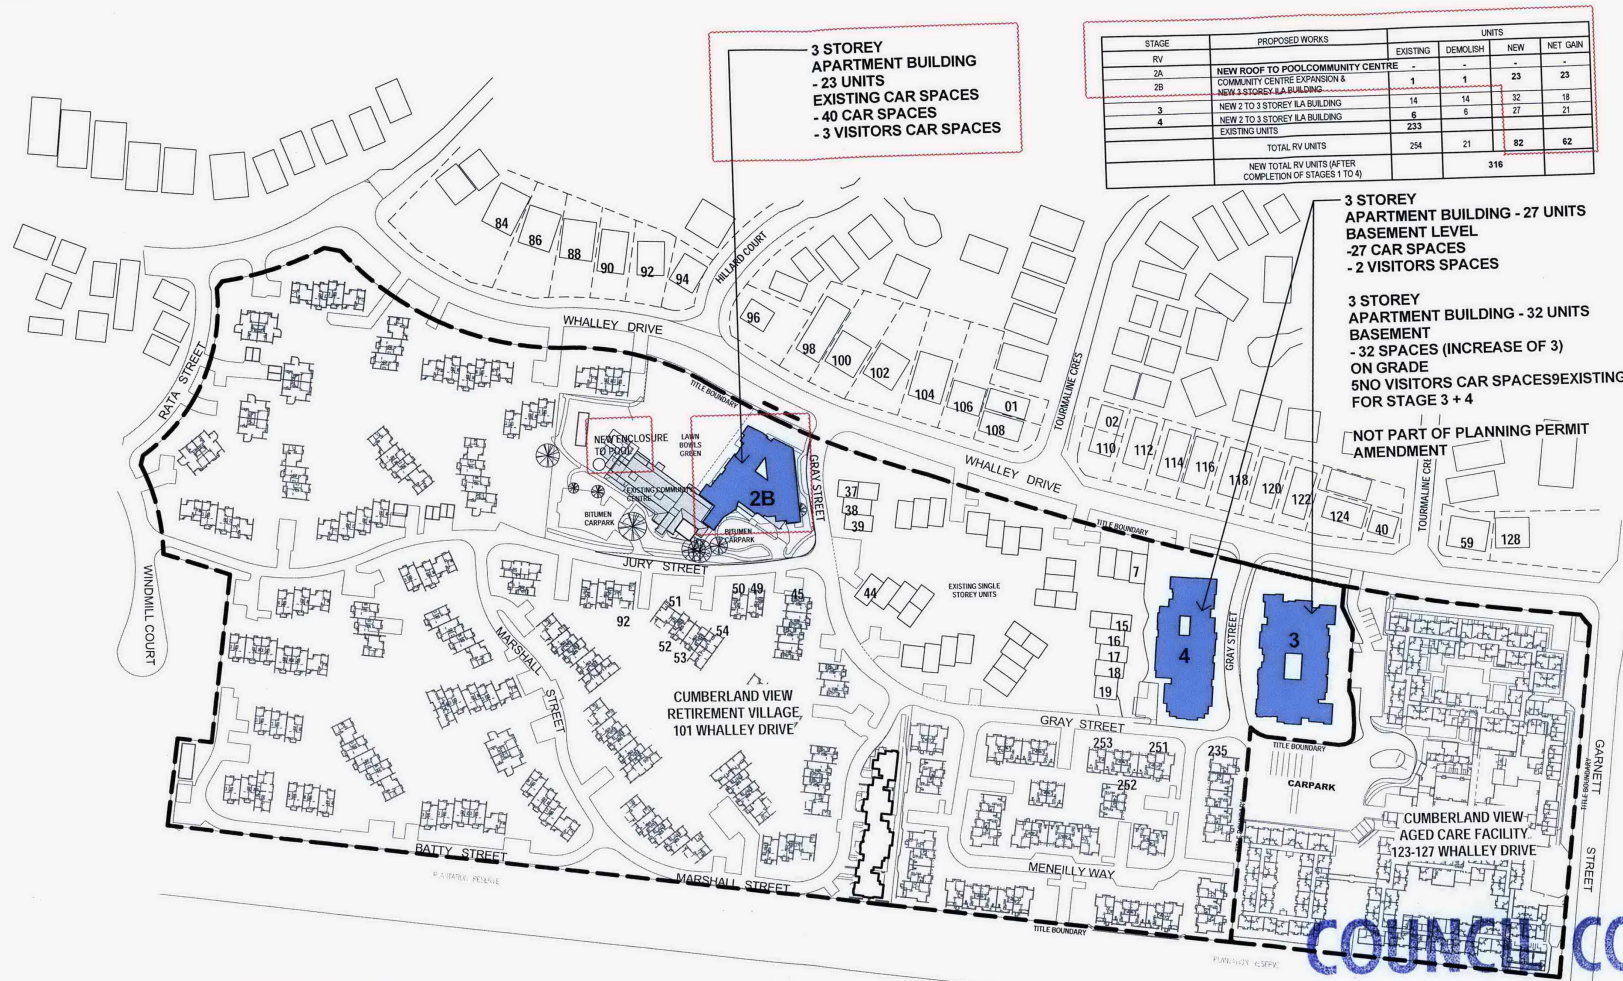 3 STOREY
APARTMENT BUILDING
- 23 UNITS
EXISTING CAR SPACES
- 40 CAR SPACES
- 3 VISITORS CAR SPACES
STAGE PROPOSED WORKS UNITS
EXISTING DEMOLISH NEW NET GAIN
RV
2A NEW ROOF TO POOLCOMMUNITY CENTRE - - - -
2B COMMUNITY CENTRE EXPANSION & 1 1 23 23
NEW 3 STOREY ILA BUILDING
3 NEW 2 TO 3 STOREY ILA BUILDING 14 14 32 18
4 NEW 2 TO 3 STOREY ILA BUILDING 6 6 27 21
EXISTING UNITS 233
TOTAL RV UNITS 254 21 82 62
NEW TOTAL RV UNITS (AFTER 316
COMPLETION OF STAGES 1 TO 4)
3 STOREY
APARTMENT BUILDING - 27 UNITS
BASEMENT LEVEL
-27 CAR SPACES
- 2 VISITORS SPACES
3 STOREY
APARTMENT BUILDING - 32 UNITS
BASEMENT
- 32 SPACES (INCREASE OF 3)
ON GRADE
5NO VISITORS CAR SPACES9EXISTING
FOR STAGE 3 + 4
NOT PART OF PLANNING PERMIT
AMENDMENT
84
86
88
90
92
94
HILLARD COURT
96
98
100
102
104
106
01
108
TOURMALINE CRES
02
110
112
114
116
118
120
122
124
40
TOURMALINE CRE
59
128
WHALLEY DRIVE
TITLE BOUNDARY
RATA STREET
WINDMILL COURT
NEW ENCLOSURE
TO POOL
LAWN
BOWLS
GREEN
EXISTING COMMUNITY
CENTRE
BITUMEN
CARPARK
2B
BITUMEN
CARPARK
GRAY STREET
JURY STREET
37
38
39
WHALLEY DRIVE
TITLE BOUNDARY
7
44
EXISTING SINGLE
STOREY UNITS
15
16
17
18
19
4
GRAY STREET
3
50 49
45
51
92
52
53
54
MARSHALL
STREET
CUMBERLAND VIEW
RETIREMENT VILLAGE
101 WHALLEY DRIVE
GRAY STREET
253
251
252
235
TITLE BOUNDARY
CARPARK
GARNETT
STREET
TITLE BOUNDARY
CUMBERLAND VIEW
AGED CARE FACILITY
123-127 WHALLEY DRIVE
BATTY STREET
MARSHALL STREET
MENEILLY WAY
TITLE BOUNDARY
COUNCIL CO